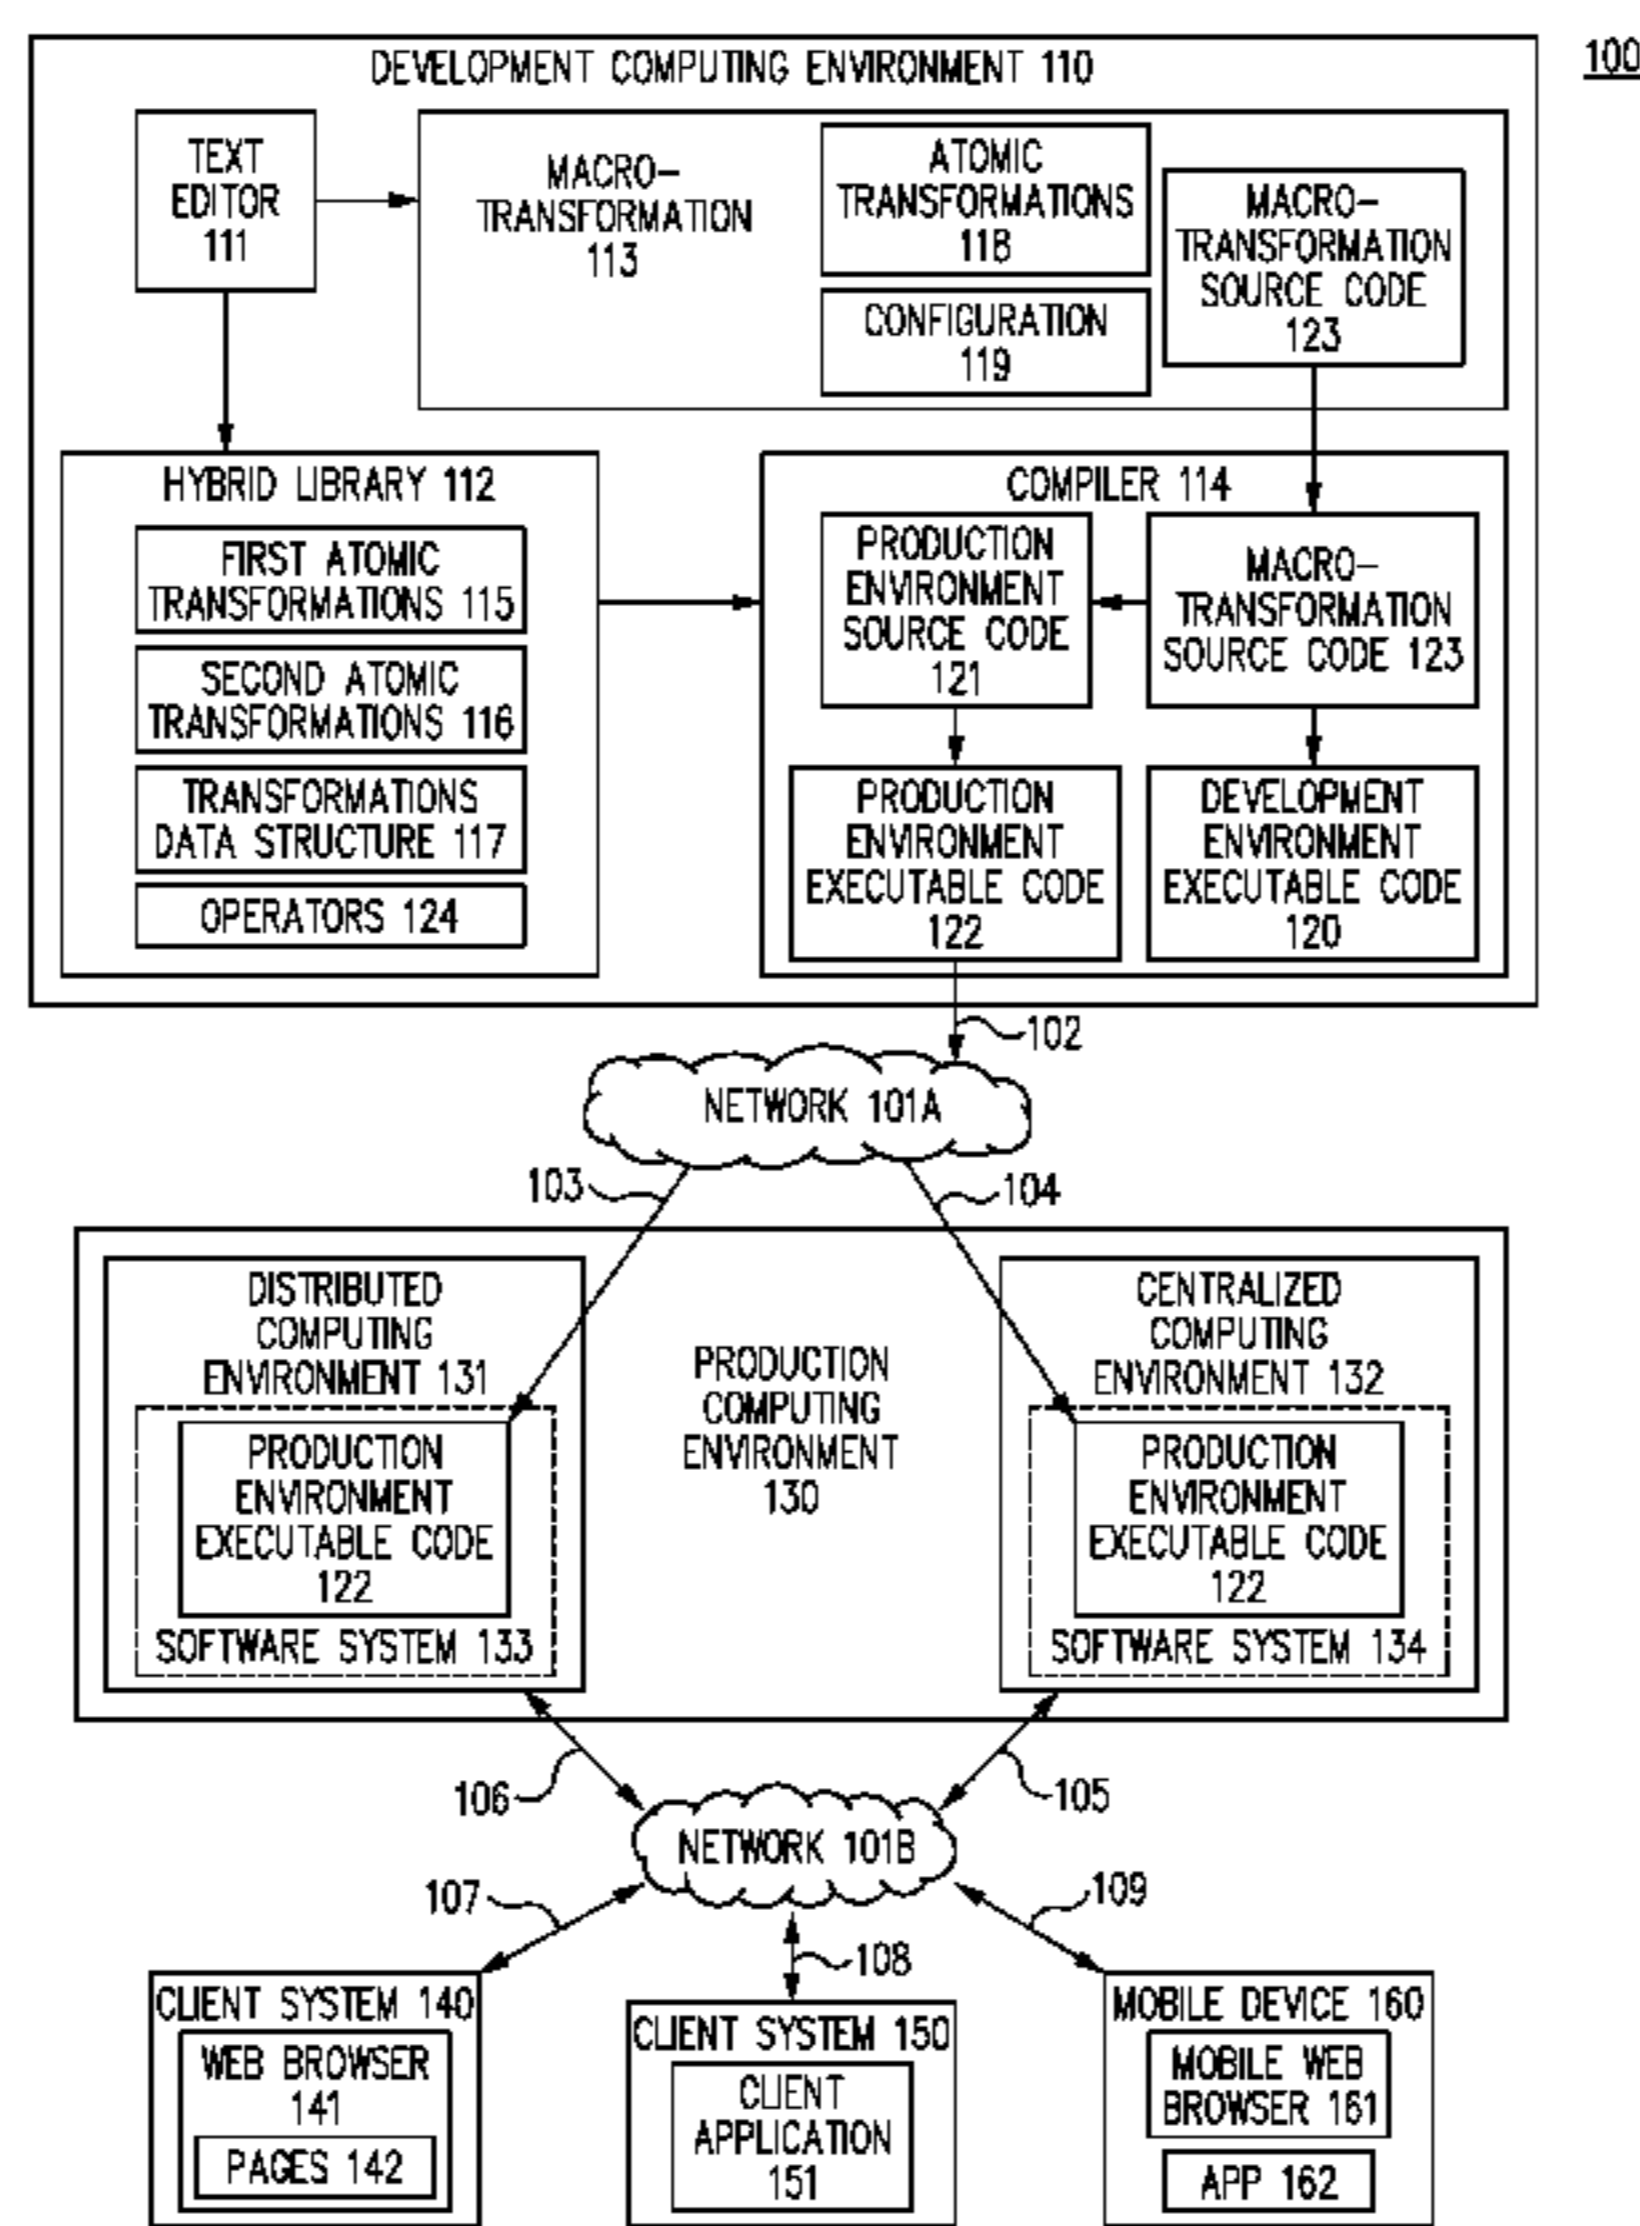 100
DEVELOPMENT COMPUTING ENVIRONMENT 110
TEXT
EDITOR
111
MACRO-
TRANSFORMATION
113
ATOMIC
TRANSFORMATIONS
118
CONFIGURATION
119
MACRO-
TRANSFORMATION
SOURCE CODE
123
HYBRID LIBRARY 112
FIRST ATOMIC
TRANSFORMATIONS 115
SECOND ATOMIC
TRANSFORMATIONS 116
TRANSFORMATIONS
DATA STRUCTURE 117
OPERATORS 124
COMPILER 114
PRODUCTION
ENVIRONMENT
SOURCE CODE
121
MACRO-
TRANSFORMATION
SOURCE CODE 123
PRODUCTION
ENVIRONMENT
EXECUTABLE CODE
122
DEVELOPMENT
ENVIRONMENT
EXECUTABLE CODE
120
102
NETWORK 101A
103
104
DISTRIBUTED
COMPUTING
ENVIRONMENT 131
PRODUCTION
ENVIRONMENT
EXECUTABLE CODE
122
SOFTWARE SYSTEM 133
PRODUCTION
COMPUTING
ENVIRONMENT
130
CENTRALIZED
COMPUTING
ENVIRONMENT 132
PRODUCTION
ENVIRONMENT
EXECUTABLE CODE
122
SOFTWARE SYSTEM 134
106
105
NETWORK 101B
107
108
109
CLIENT SYSTEM 140
WEB BROWSER
141
PAGES 142
CLIENT SYSTEM 150
CLIENT
APPLICATION
151
MOBILE DEVICE 160
MOBILE WEB
BROWSER 161
APP 162